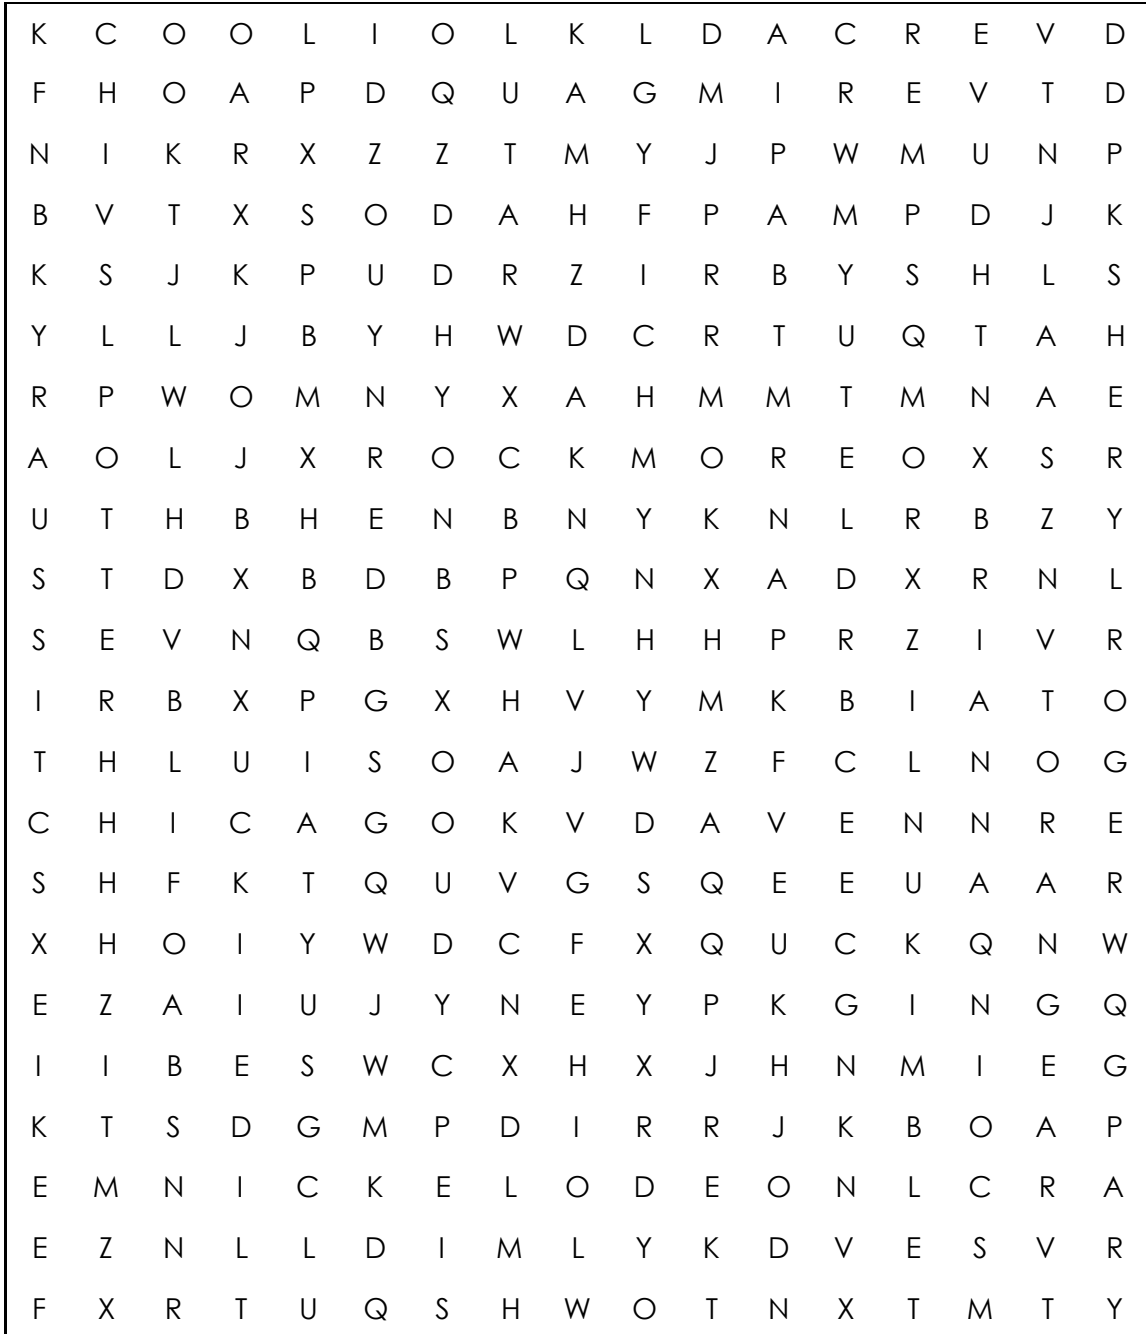 K C O O L I O L K L D A C R E V D
F H O A P D Q U A G M I R E V T D
N I K R X Z Z T M Y J P W M U N P
B V T X S O D A H F P A M P D J K
K S J K P U D R Z I R B Y S H L S
Y L L J B Y H W D C R T U Q T A H
R P W O M N Y X A H M M T M N A E
A O L J X R O C K M O R E O X S R
U T H B H E N B N Y K N L R B Z Y
S T D X B D B P Q N X A D X R N L
S E V N Q B S W L H H P R Z I V R
I R B X P G X H V Y M K B I A T O
T H L U I S O A J W Z F C L N O G
C H I C A G O K V D A V E N N R E
S H F K T Q U V G S Q E E U A A R
X H O I Y W D C F X Q U C K Q N W
E Z A I U J Y N E Y P K G I N G Q
I I B E S W C X H X J H N M I E G
K T S D G M P D I R R J K B O A P
E M N I C K E L O D E O N L C R A
E Z N L L D I M L Y K D V E S V R
F X R T U Q S H W O T N X T M T Y